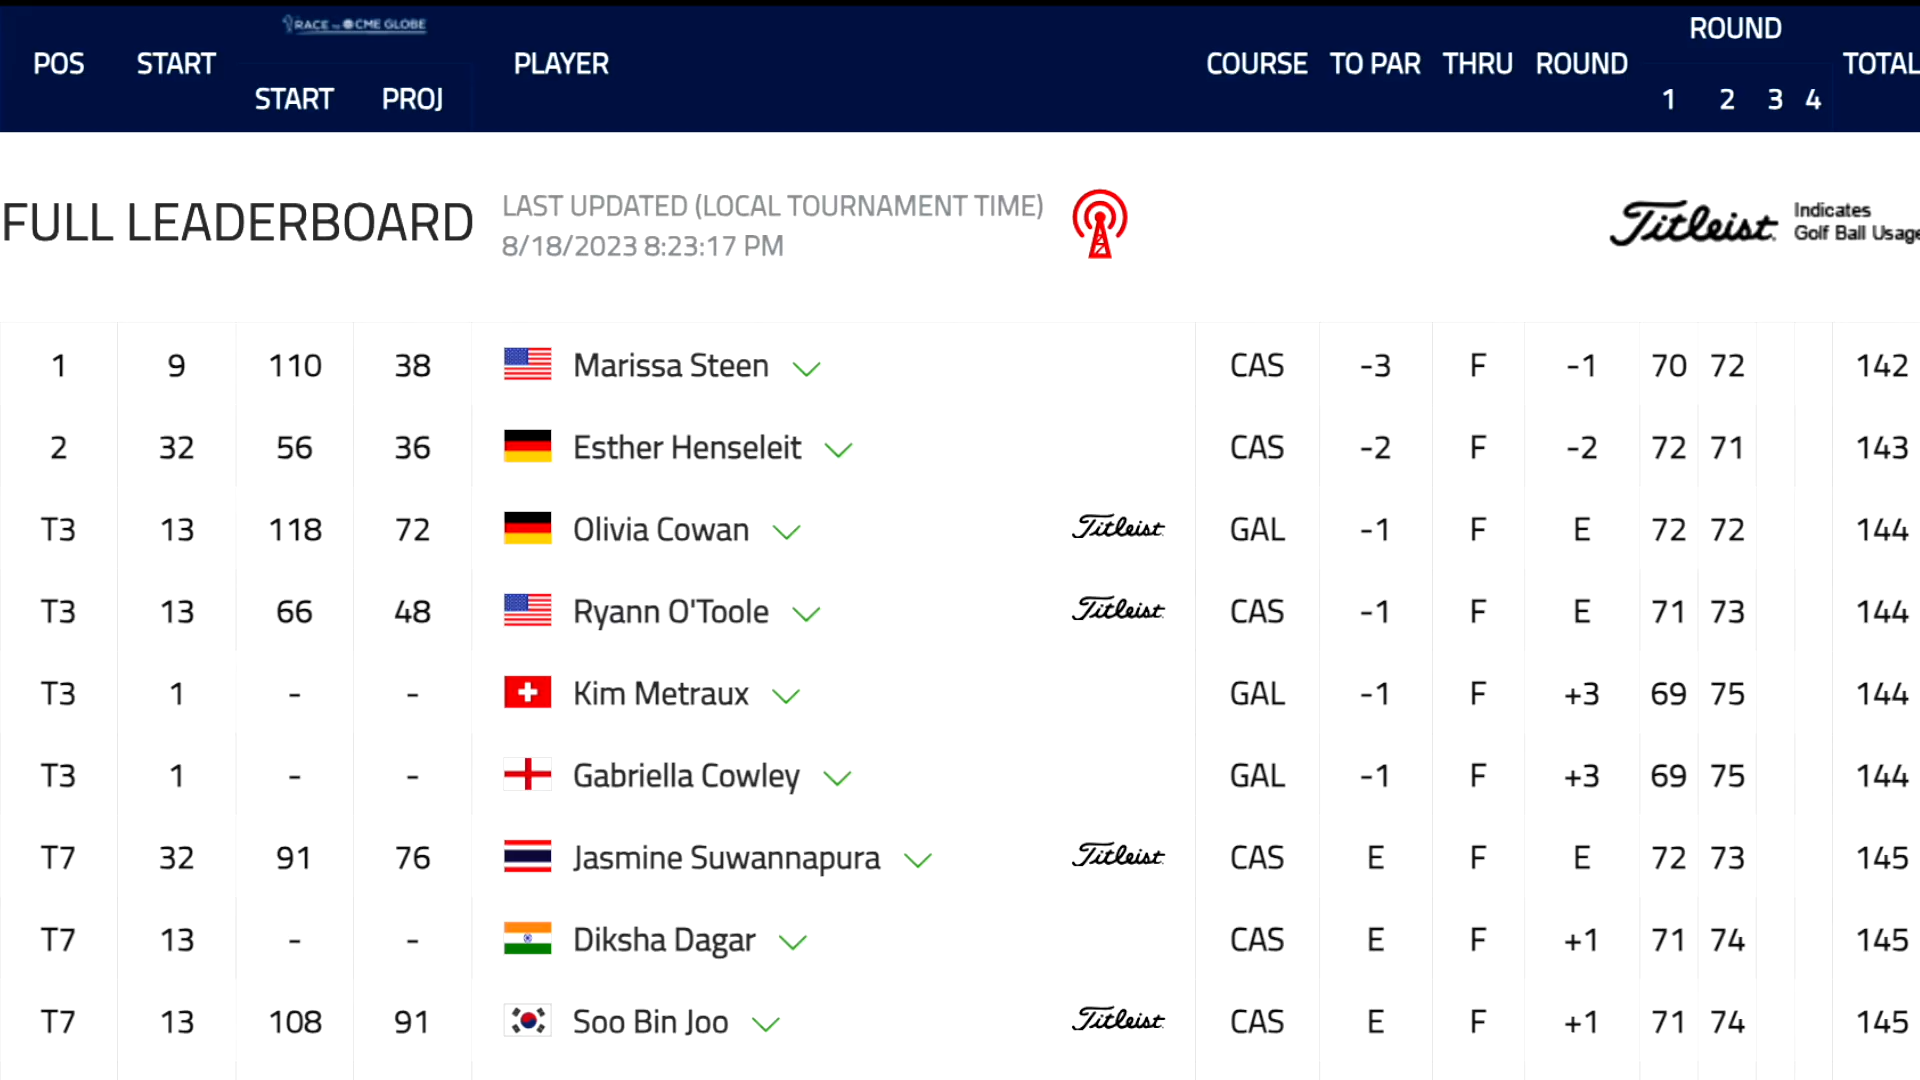 RACE TO CME GLOBE
POS START START PROJ PLAYER COURSE TO PAR THRU ROUND ROUND 1 2 3 4 TOTAL
FULL LEADERBOARD
LAST UPDATED (LOCAL TOURNAMENT TIME)
8/18/2023 8:23:17 PM
Titleist
Indicates
Golf Ball Usage
1 9 110 38 Marissa Steen CAS -3 F -1 70 72 142
2 32 56 36 Esther Henseleit CAS -2 F -2 72 71 143
T3 13 118 72 Olivia Cowan Titleist GAL -1 F E 72 72 144
T3 13 66 48 Ryann O'Toole Titleist CAS -1 F E 71 73 144
T3 1 - - Kim Metraux GAL -1 F +3 69 75 144
T3 1 - - Gabriella Cowley GAL -1 F +3 69 75 144
T7 32 91 76 Jasmine Suwannapura Titleist CAS E F E 72 73 145
T7 13 - - Diksha Dagar CAS E F +1 71 74 145
T7 13 108 91 Soo Bin Joo Titleist CAS E F +1 71 74 145